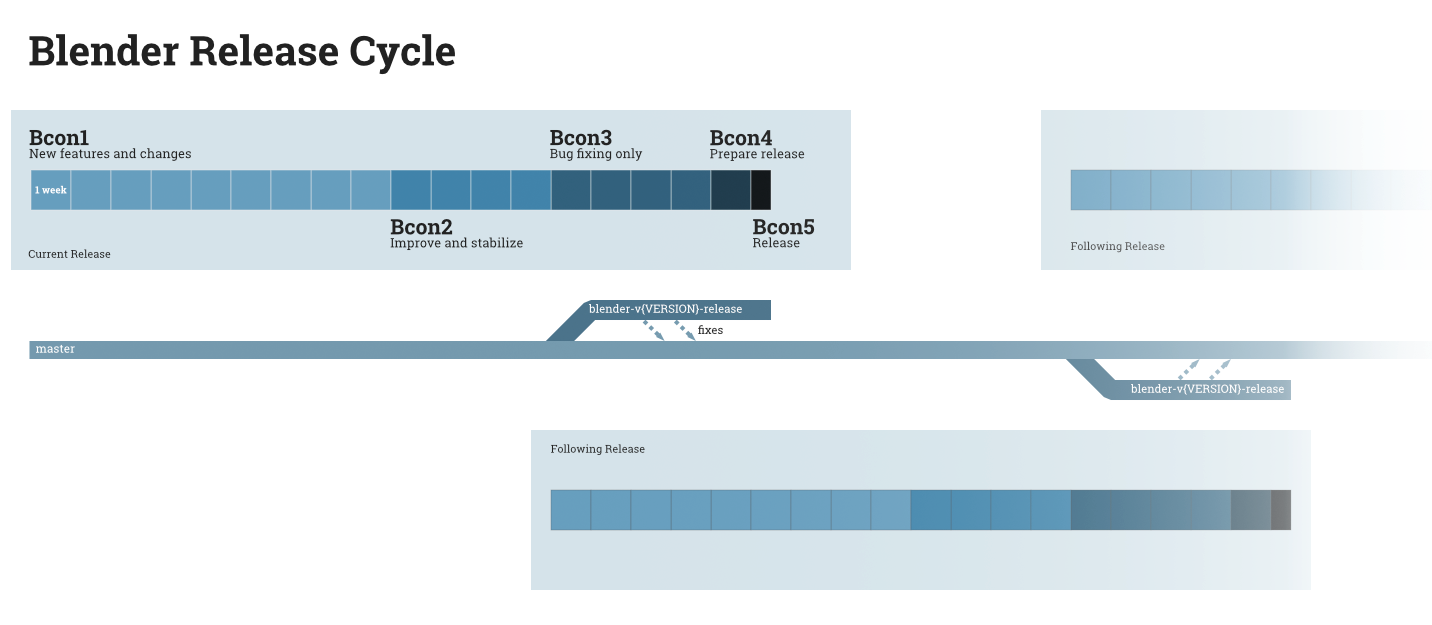 Blender Release Cycle
Bcon1
New features and changes
Bcon3
Bug fixing only
Bcon4
Prepare release
1 week
Bcon2
Improve and stabilize
Bcon5
Release
Current Release
Following Release
blender-v{VERSION}-release
fixes
master
blender-v{VERSION}-release
Following Release